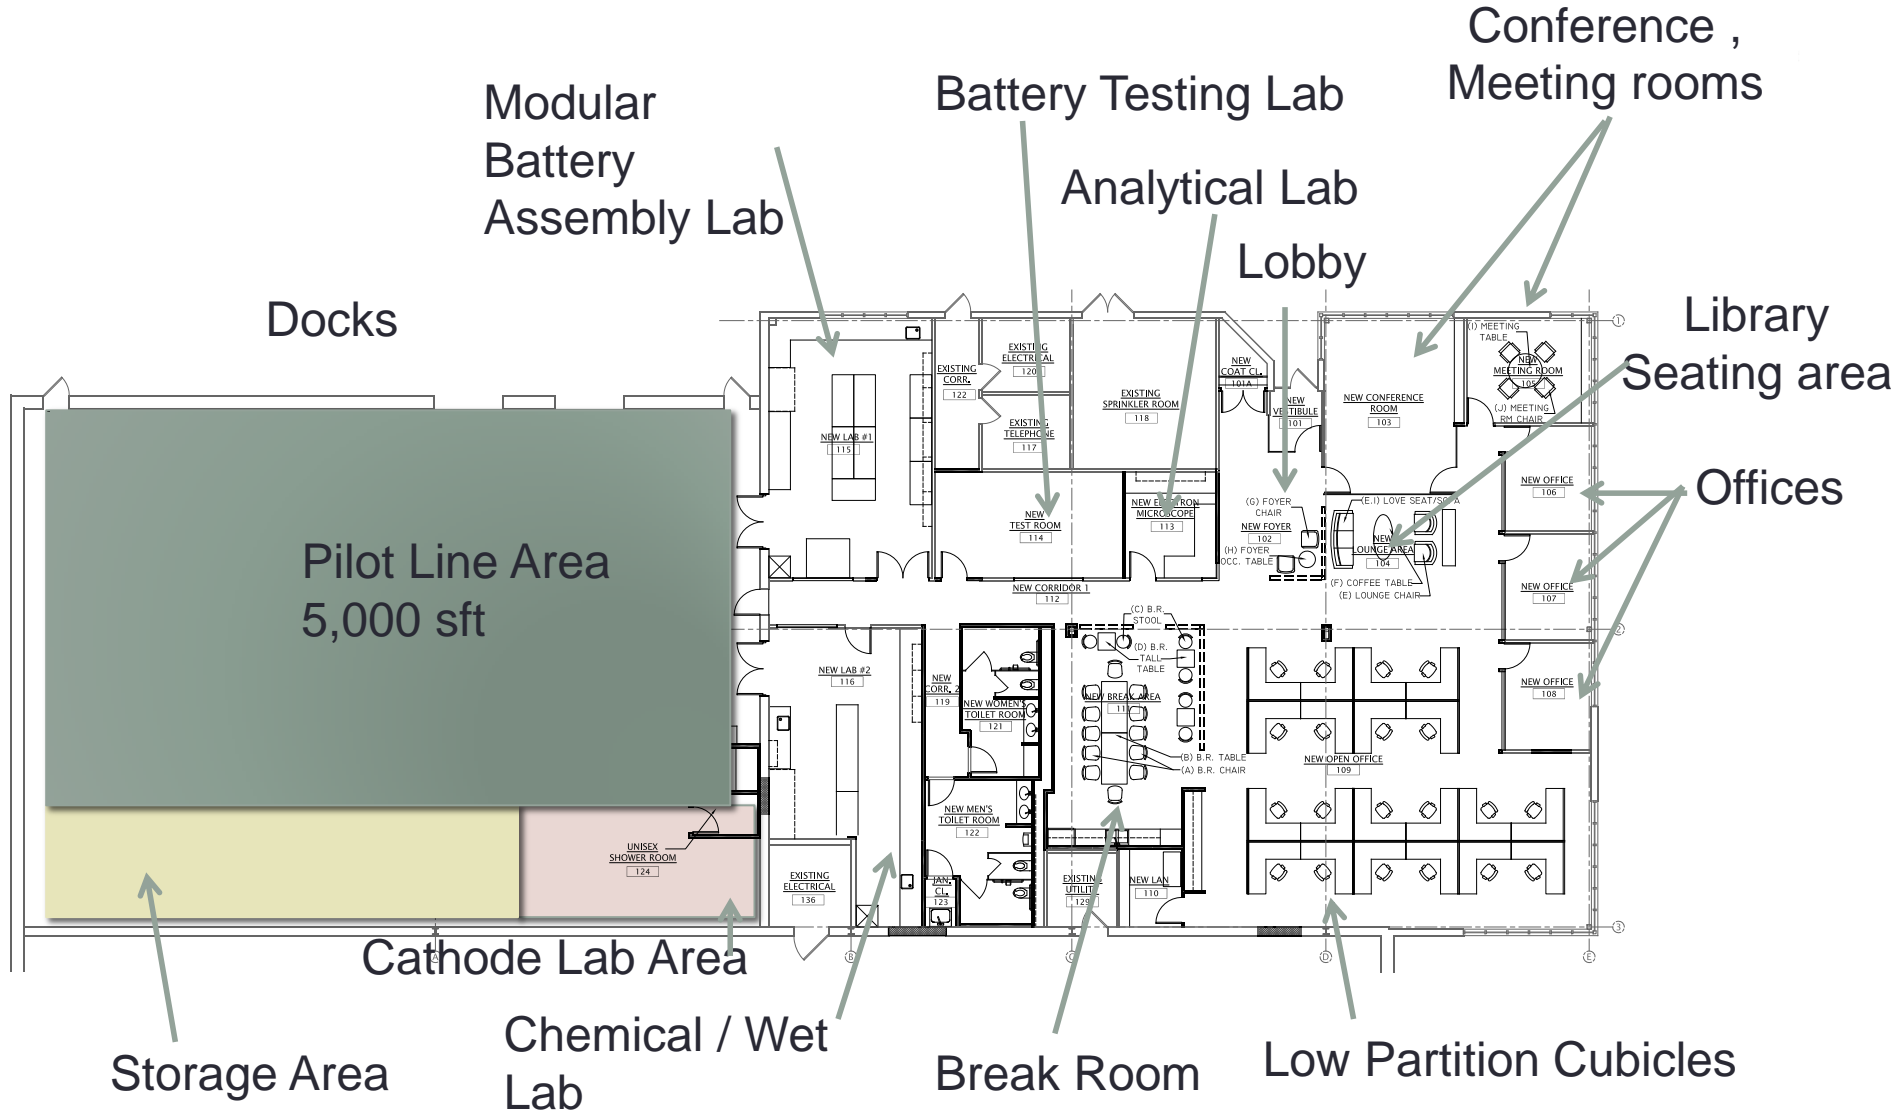 Conference ,
Meeting rooms
Modular
Battery
Assembly Lab
Battery Testing Lab
Analytical Lab
Lobby
Docks
Library
Seating area
Offices
Pilot Line Area
5,000 sft
Cathode Lab Area
Storage Area
Chemical / Wet
Lab
Break Room
Low Partition Cubicles
NEW LAB #1
115
EXISTING
CORR.
122
EXISTING
ELECTRICAL
120
EXISTING
TELEPHONE
117
EXISTING
SPRINKLER ROOM
118
NEW
COAT CL.
101A
NEW
VESTIBULE
101
NEW CONFERENCE
ROOM
103
(I) MEETING
TABLE
NEW
MEETING ROOM
105
(J) MEETING
RM CHAIR
NEW OFFICE
106
NEW
TEST ROOM
114
NEW ELECTRON
MICROSCOPE
113
(G) FOYER
CHAIR
NEW FOYER
102
(H) FOYER
OCC. TABLE
(E.I) LOVE SEAT/SOFA
NEW
LOUNGE AREA
104
(F) COFFEE TABLE
(E) LOUNGE CHAIR
NEW OFFICE
107
NEW CORRIDOR 1
112
(C) B.R.
STOOL
(D) B.R.
TALL
TABLE
NEW LAB #2
116
NEW
CORR. 2
119
NEW WOMEN'S
TOILET ROOM
121
NEW BREAK AREA
11
(B) B.R. TABLE
(A) B.R. CHAIR
NEW OFFICE
108
NEW OPEN OFFICE
109
NEW MEN'S
TOILET ROOM
122
UNISEX
SHOWER ROOM
124
EXISTING
ELECTRICAL
136
JAN.
CL.
123
EXISTING
UTILITY
129
NEW LAN
110
1
2
3
A
B
C
D
E